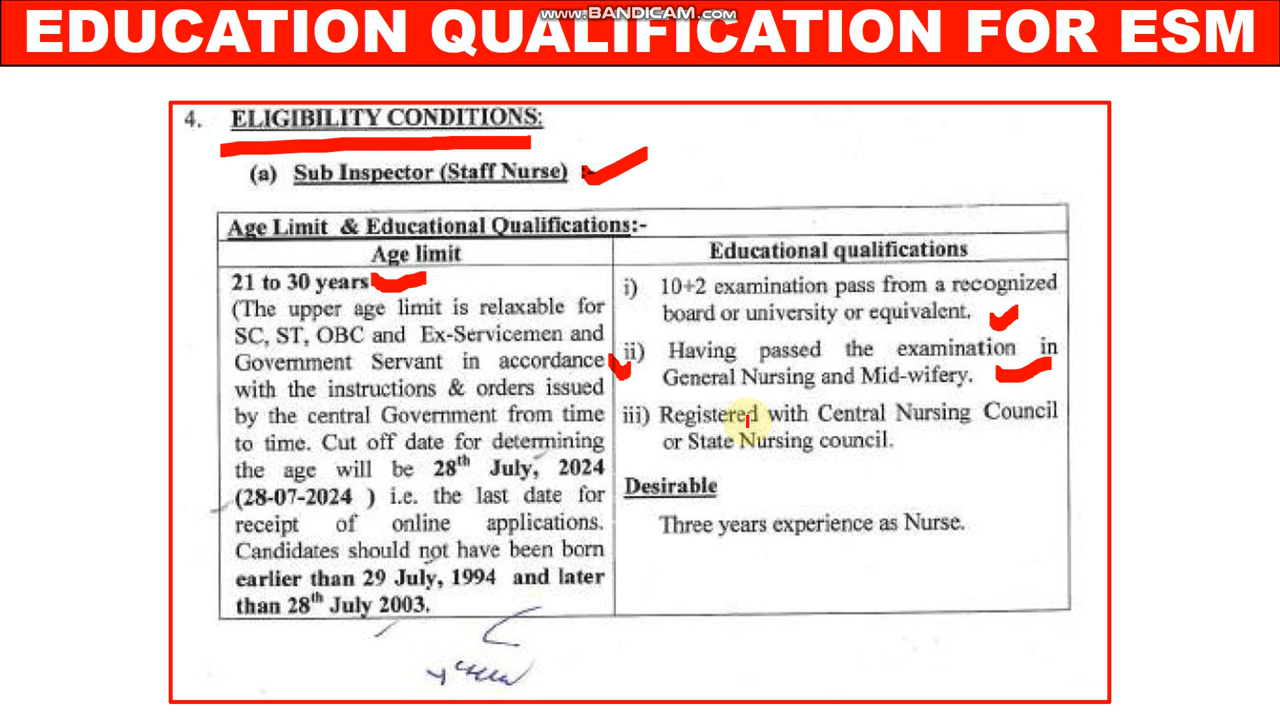 www.BANDICAM.com
EDUCATION QUALIFICATION FOR ESM
4. ELIGIBILITY CONDITIONS:
(a) Sub Inspector (Staff Nurse) :-
Age Limit & Educational Qualifications:-
Age limit
21 to 30 years
(The upper age limit is relaxable for
SC, ST, OBC and Ex-Servicemen and
Government Servant in accordance
with the instructions & orders issued
by the central Government from time
to time. Cut off date for determining
the age will be 28th July, 2024
(28-07-2024 ) i.e. the last date for
receipt of online applications.
Candidates should not have been born
earlier than 29 July, 1994 and later
than 28th July 2003.
Educational qualifications
i) 10+2 examination pass from a recognized
board or university or equivalent.
ii) Having passed the examination in
General Nursing and Mid-wifery.
iii) Registered with Central Nursing Council
or State Nursing council.
Desirable
Three years experience as Nurse.